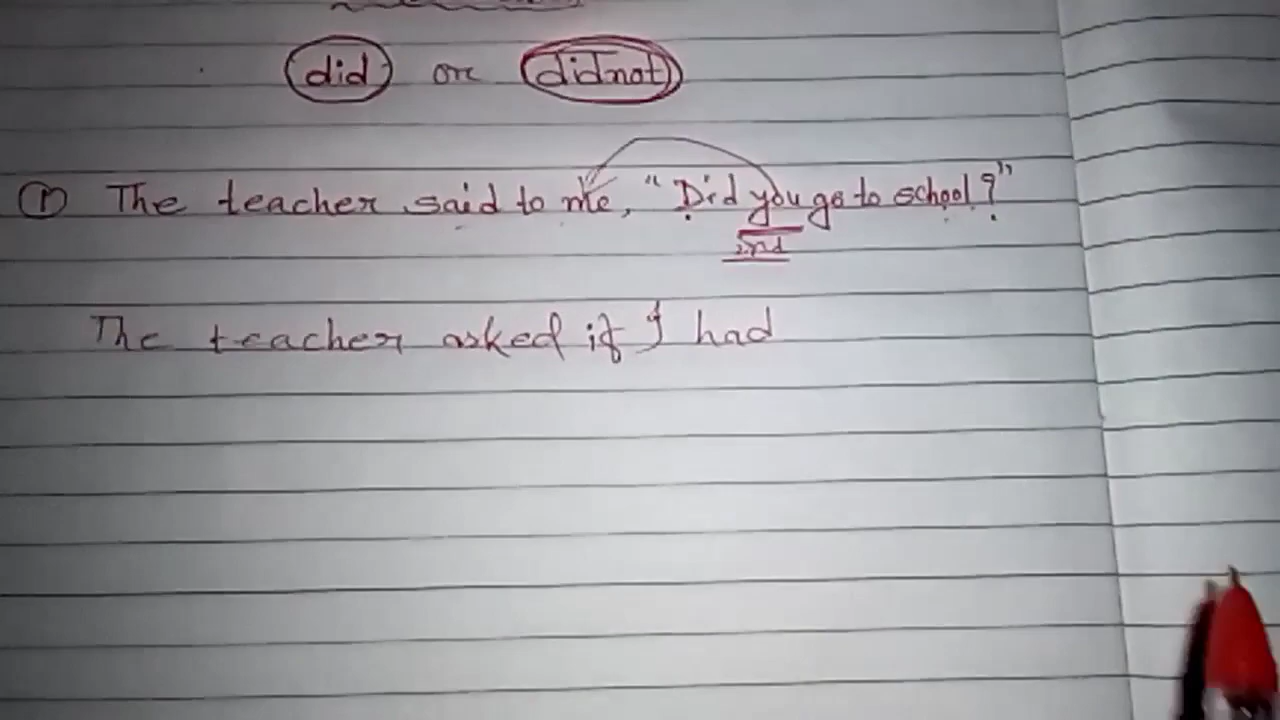 did or didnot
① The teacher said to me, "Did you go to school?"
2nd
The teacher asked if I had